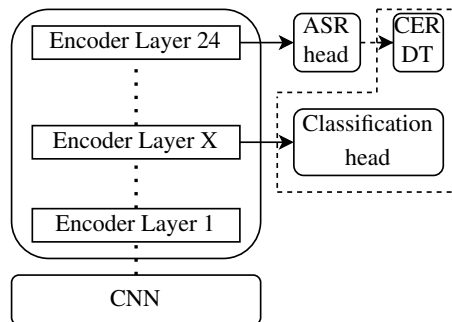 Encoder Layer 24
ASR
head
CER
DT
Encoder Layer X
Classification
head
Encoder Layer 1
CNN